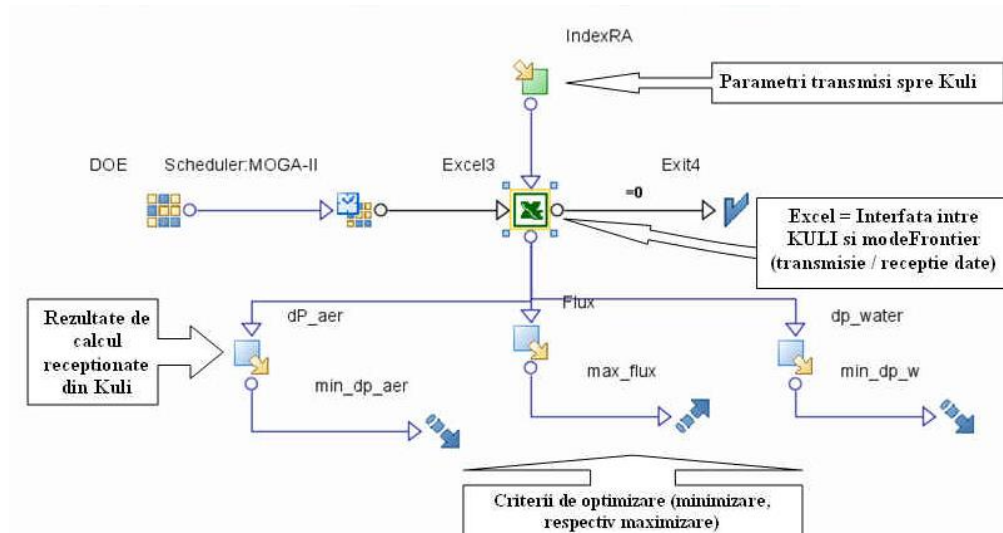 IndexRA
Parametri transmisi spre Kuli
DOE
Scheduler:MOGA-II
Excel3
Exit4
=0
Excel = Interfata intre
KULI si modeFrontier
(transmisie / receptie date)
Rezultate de
calcul
receptionate
din Kuli
dP_aer
Flux
dp_water
min_dp_aer
max_flux
min_dp_w
Criterii de optimizare (minimizare,
respectiv maximizare)